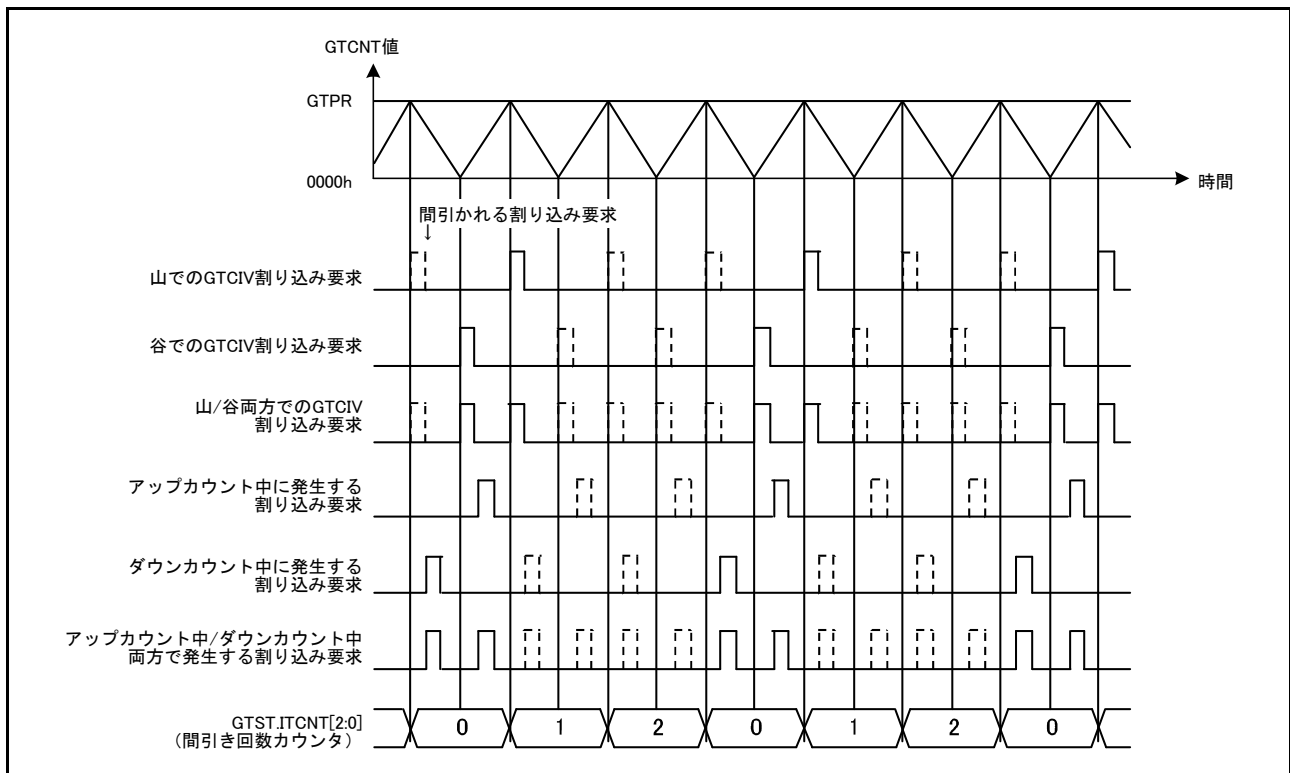 GTCNT値
GTPR
0000h
時間
間引かれる割り込み要求
↓
山でのGTCIV割り込み要求
谷でのGTCIV割り込み要求
山/谷両方でのGTCIV
割り込み要求
アップカウント中に発生する
割り込み要求
ダウンカウント中に発生する
割り込み要求
アップカウント中/ダウンカウント中
両方で発生する割り込み要求
GTST.ITCNT[2:0]
(間引き回数カウンタ)
0 1 2 0 1 2 0